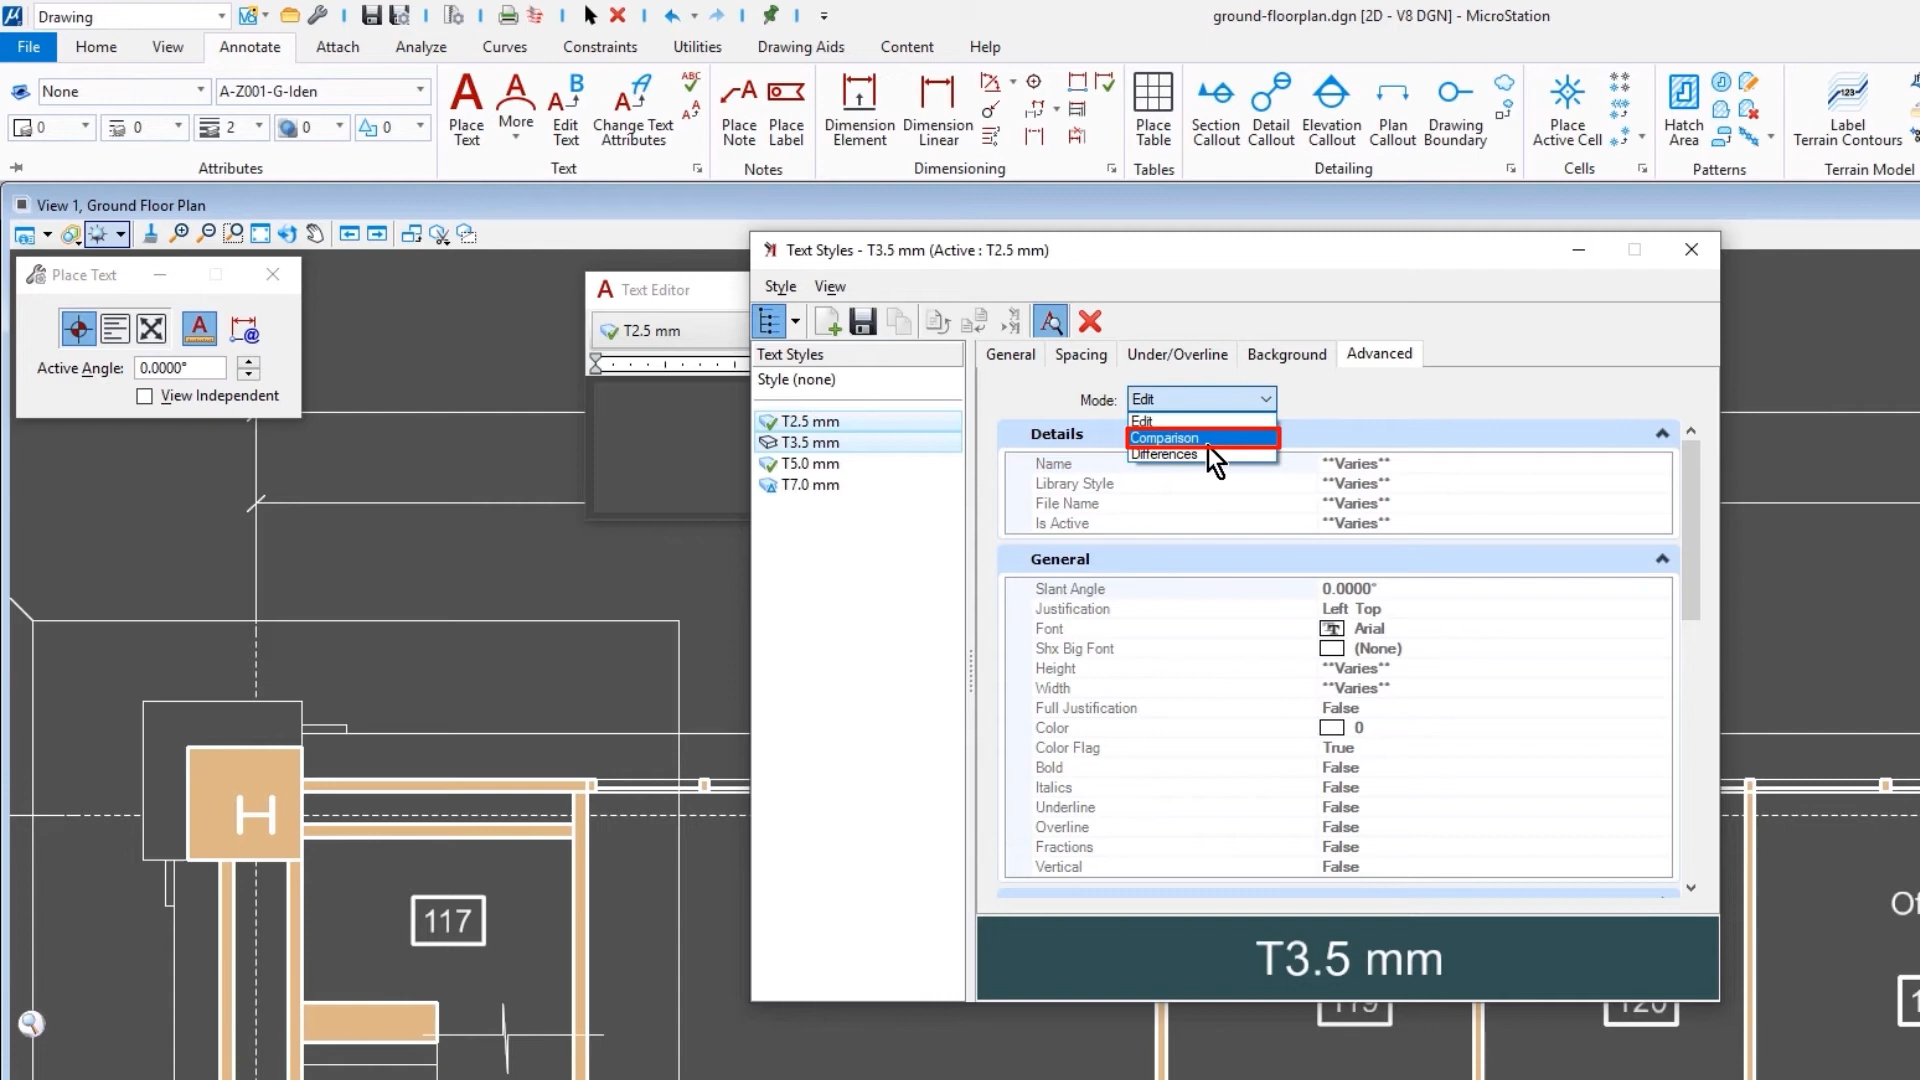 Drawing
ground-floorplan.dgn [2D - V8 DGN] - MicroStation
File Home View Annotate Attach Analyze Curves Constraints Utilities Drawing Aids Content Help
None A-Z001-G-Iden
0 0 2 0 0
Attributes
Place Text
More
Edit Text
Change Text Attributes
ABC
Text
Place Note
Place Label
Notes
Dimension Element
Dimension Linear
Dimensioning
Place Table
Tables
Section Callout
Detail Callout
Elevation Callout
Plan Callout
Drawing Boundary
Detailing
Place Active Cell
Cells
Hatch Area
Patterns
123
Label Terrain Contours
Terrain Model
View 1, Ground Floor Plan
Place Text
Active Angle: 0.0000°
View Independent
Text Editor
T2.5 mm
Text Styles - T3.5 mm (Active : T2.5 mm)
Style View
Text Styles
Style (none)
T2.5 mm
T3.5 mm
T5.0 mm
T7.0 mm
General Spacing Under/Overline Background Advanced
Mode: Edit
Edit
Comparison
Differences
Details
Name **Varies**
Library Style **Varies**
File Name **Varies**
Is Active **Varies**
General
Slant Angle 0.0000°
Justification Left Top
Font Arial
Shx Big Font (None)
Height **Varies**
Width **Varies**
Full Justification False
Color 0
Color Flag True
Bold False
Italics False
Underline False
Overline False
Fractions False
Vertical False
T3.5 mm
H
117
119
120